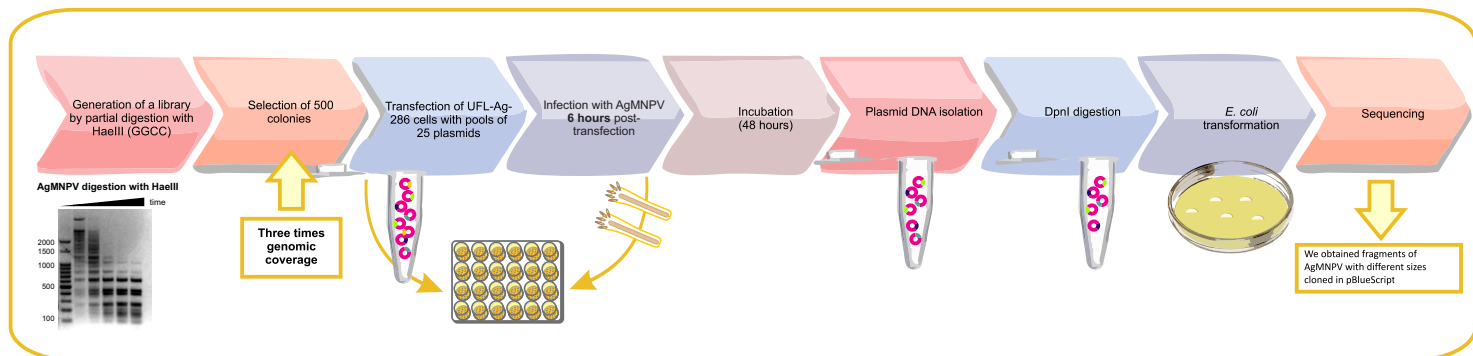 Generation of a library
by partial digestion with
HaeIII (GGCC)
Selection of 500
colonies
Transfection of UFL-Ag-
286 cells with pools of
25 plasmids
Infection with AgMNPV
6 hours post-
transfection
Incubation
(48 hours)
Plasmid DNA isolation
DpnI digestion
E. coli
transformation
Sequencing
AgMNPV digestion with HaeIII
time
2000
1500
1000
500
100
Three times
genomic
coverage
We obtained fragments of
AgMNPV with different sizes
cloned in pBlueScript